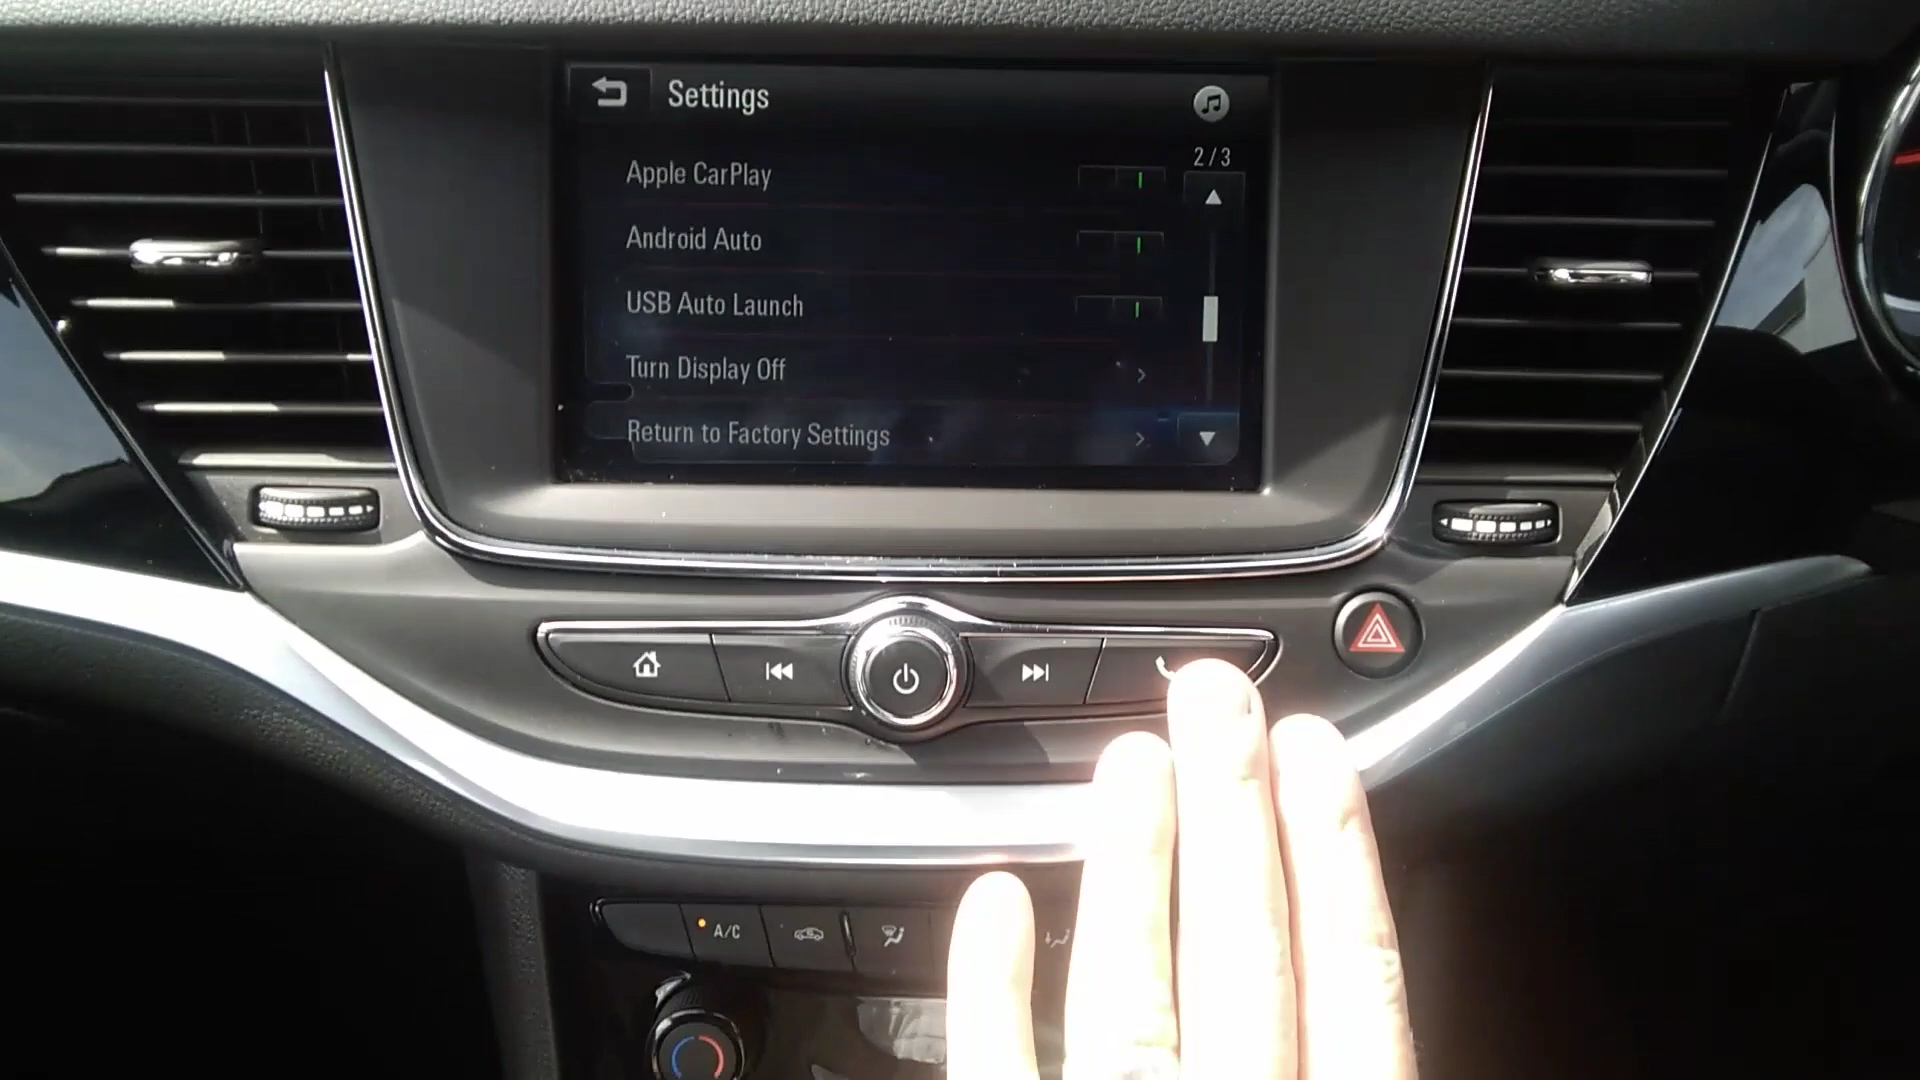 Settings
2/3
Apple CarPlay
Android Auto
USB Auto Launch
Turn Display Off
Return to Factory Settings
A/C